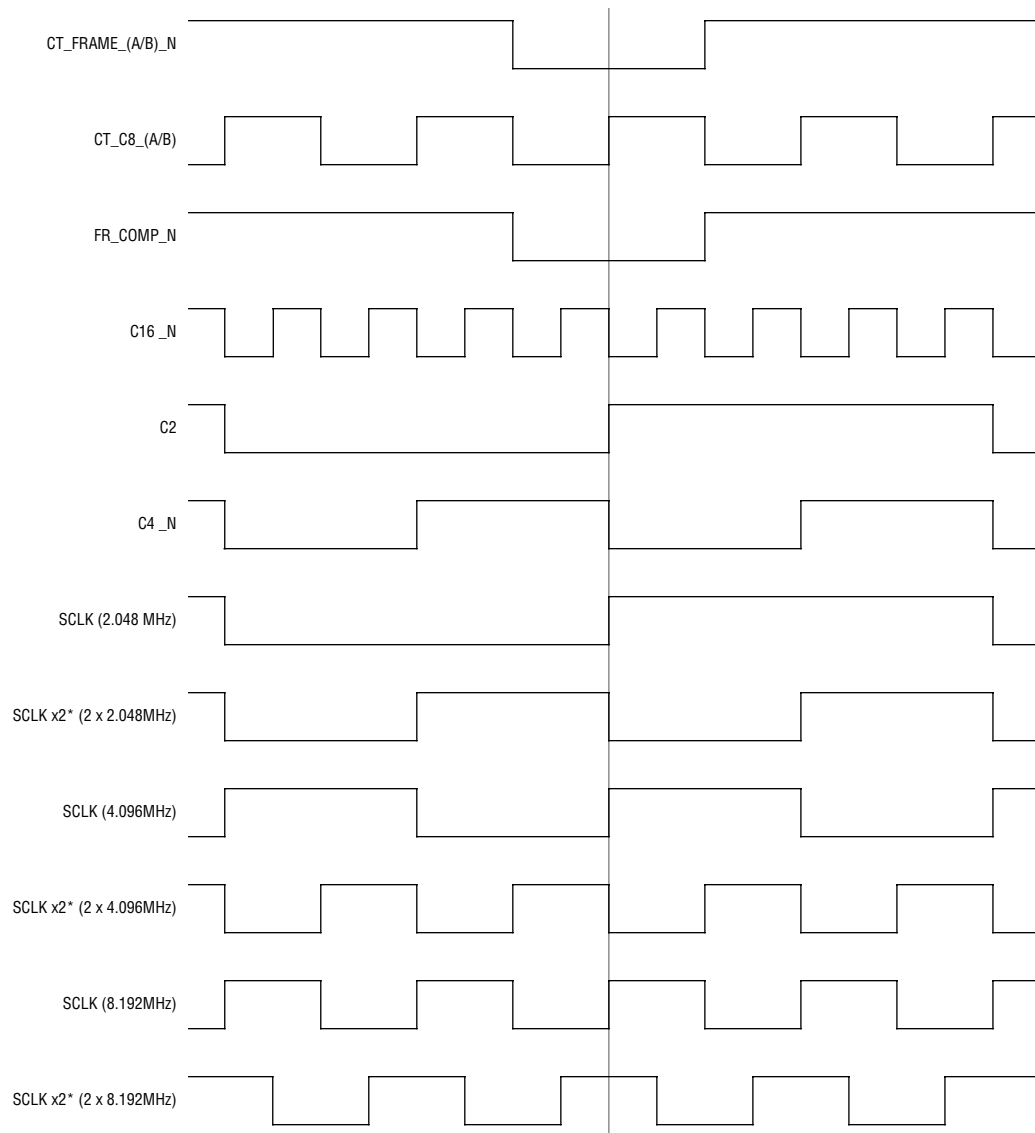 CT_FRAME_(A/B)_N
CT_C8_(A/B)
FR_COMP_N
C16 _N
C2
C4 _N
SCLK (2.048 MHz)
SCLK x2* (2 x 2.048MHz)
SCLK (4.096MHz)
SCLK x2* (2 x 4.096MHz)
SCLK (8.192MHz)
SCLK x2* (2 x 8.192MHz)